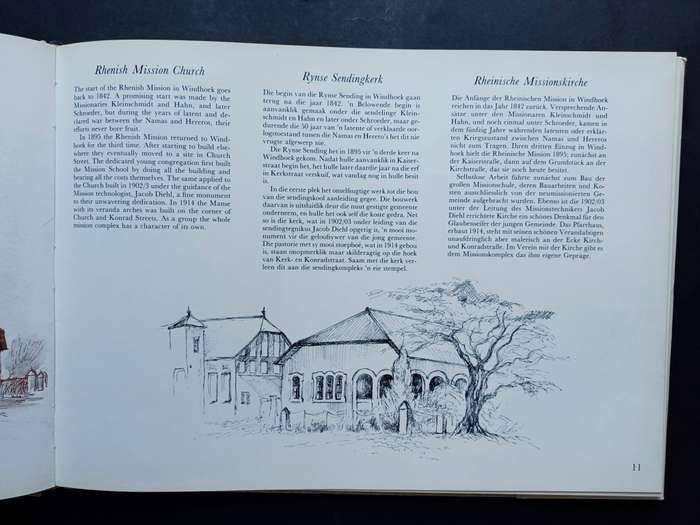 Rhenish Mission Church
The start of the Rhenish Mission in Windhoek goes
back to 1842. A promising start was made by the
Missionaries Kleinschmidt and Hahn, and later
Schroeder, but during the years of latent and de-
clared war between the Namas and Hereros, their
efforts never bore fruit.
In 1895 the Rhenish Mission returned to Wind-
hoek for the third time. After starting to build else-
where they eventually moved to a site in Church
Street. The dedicated young congregation first built
the Mission School by doing all the building and
bearing all the costs themselves. The same applied to
the Church built in 1902/3 under the guidance of the
Mission technologist, Jacob Diehl, a fine monument
to their unwavering dedication. In 1914 the Manse
with its veranda arches was built on the corner of
Church and Konrad Streets. As a group the whole
mission complex has a character of its own.
Rynse Sendingkerk
Die begin van die Rynse Sending in Windhoek gaan
terug na die jaar 1842. 'n Belowende begin is
aanvanklik gemaak onder die sendelinge Klein-
schmidt en Hahn en later onder Schroeder, maar ge-
durende die 50 jaar van 'n latente of verklaarde oor-
logtoestand tussen die Namas en Herero's het dit nie
vrugte afgewerp nie.
Die Rynse Sending het in 1895 vir 'n derde keer na
Windhoek gekom. Nadat hulle aanvanklik in Kaiser-
straat begin het, het hulle later daardie jaar na die erf
in Kerkstraat verskuif, wat vandag nog in hulle besit
is.
In die eerste plek het onselfsugtige werk tot die bou
van die sendingskool aanleiding gegee. Die bouwerk
daarvan is uitsluitlik deur die mees gestigte gemeente
onderneem, en hulle het ook self die koste gedra. Net
so is die kerk, wat in 1902/03 onder leiding van die
sendingtegnikus Jacob Diehl opgerig is, 'n mooi mo-
nument vir die geloofsywer van die jong gemeente.
Die pastorie met sy mooi stoepboë, wat in 1914 gebou
is, staan onopmerklik maar skilderagtig op die hoek
van Kerk- en Konradstraat. Saam met die kerk ver-
leen dit aan die sendingkompleks 'n eie stempel.
Rheinische Missionskirche
Die Anfänge der Rheinischen Mission in Windhoek
reichen in das Jahr 1842 zurück. Versprechende An-
sätze unter den Missionaren Kleinschmidt und
Hahn, und noch einmal unter Schroeder, kamen in
dem fünfzig Jahre währenden latenten oder erklär-
ten Kriegszustand zwischen Namas und Hereros
nicht zum Tragen. Ihren dritten Einzug in Wind-
hoek hielt die Rheinische Mission 1895; zunächst an
der Kaiserstraße, dann auf dem Grundstück an der
Kirchstraße, das sie noch heute besitzt.
Selbstlose Arbeit führte zunächst zum Bau der
großen Missionschule, deren Bauarbeiten und Ko-
sten ausschliesslich von der neumissionierten Ge-
meinde aufgebracht wurden. Ebenso ist die 1902/03
unter der Leitung des Missionstechnikers Jacob
Diehl errichtete Kirche ein schönes Denkmal für den
Glaubenseifer der jungen Gemeinde. Das Pfarrhaus,
erbaut 1914, steht mit seinen schönen Verandabögen
unaufdringlich aber malerisch an der Ecke Kirch-
und Konradstraße. Im Verein mit der Kirche gibt es
dem Missionskomplex das ihm eigene Gepräge.
11